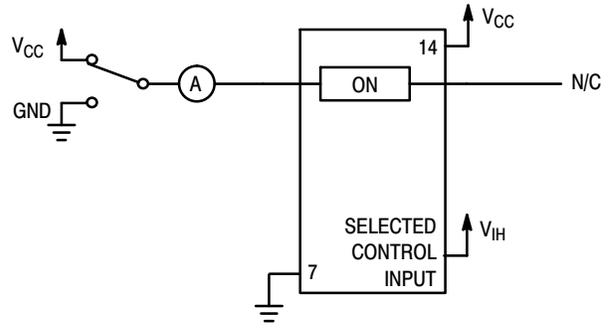 VCC
14
VCC
A
ON
N/C
GND
SELECTED
CONTROL
INPUT
VIH
7